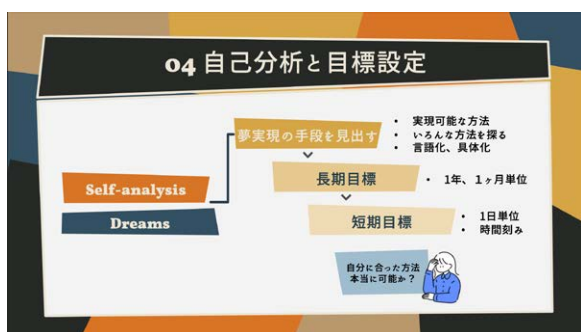 04 自己分析と目標設定
夢実現の手段を見出す
• 実現可能な方法
• いろんな方法を探る
• 言語化、具体化
Self-analysis
Dreams
長期目標
• 1年、1ヶ月単位
短期目標
• 1日単位
• 時間刻み
自分に合った方法
本当に可能か？